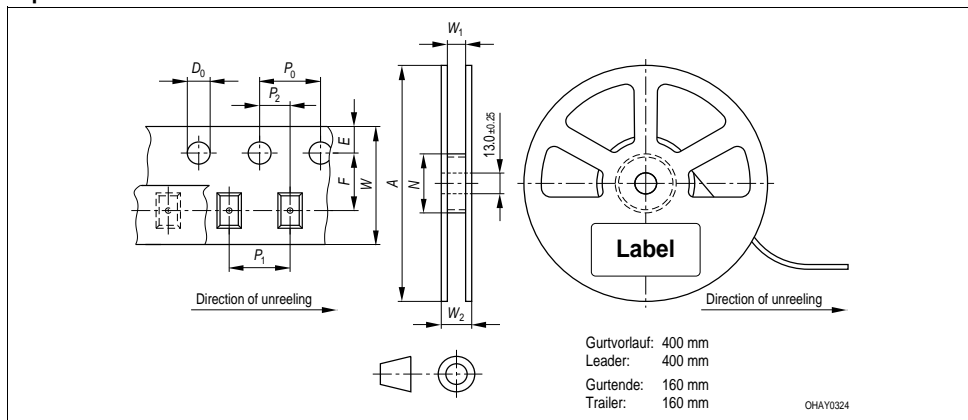 W1
D0
P0
P2
E
F
W
A
N
13.0 ±0.25
P1
W2
Label
Direction of unreeling
Direction of unreeling
Gurtvorlauf: 400 mm
Leader: 400 mm
Gurtende: 160 mm
Trailer: 160 mm
OHAY0324